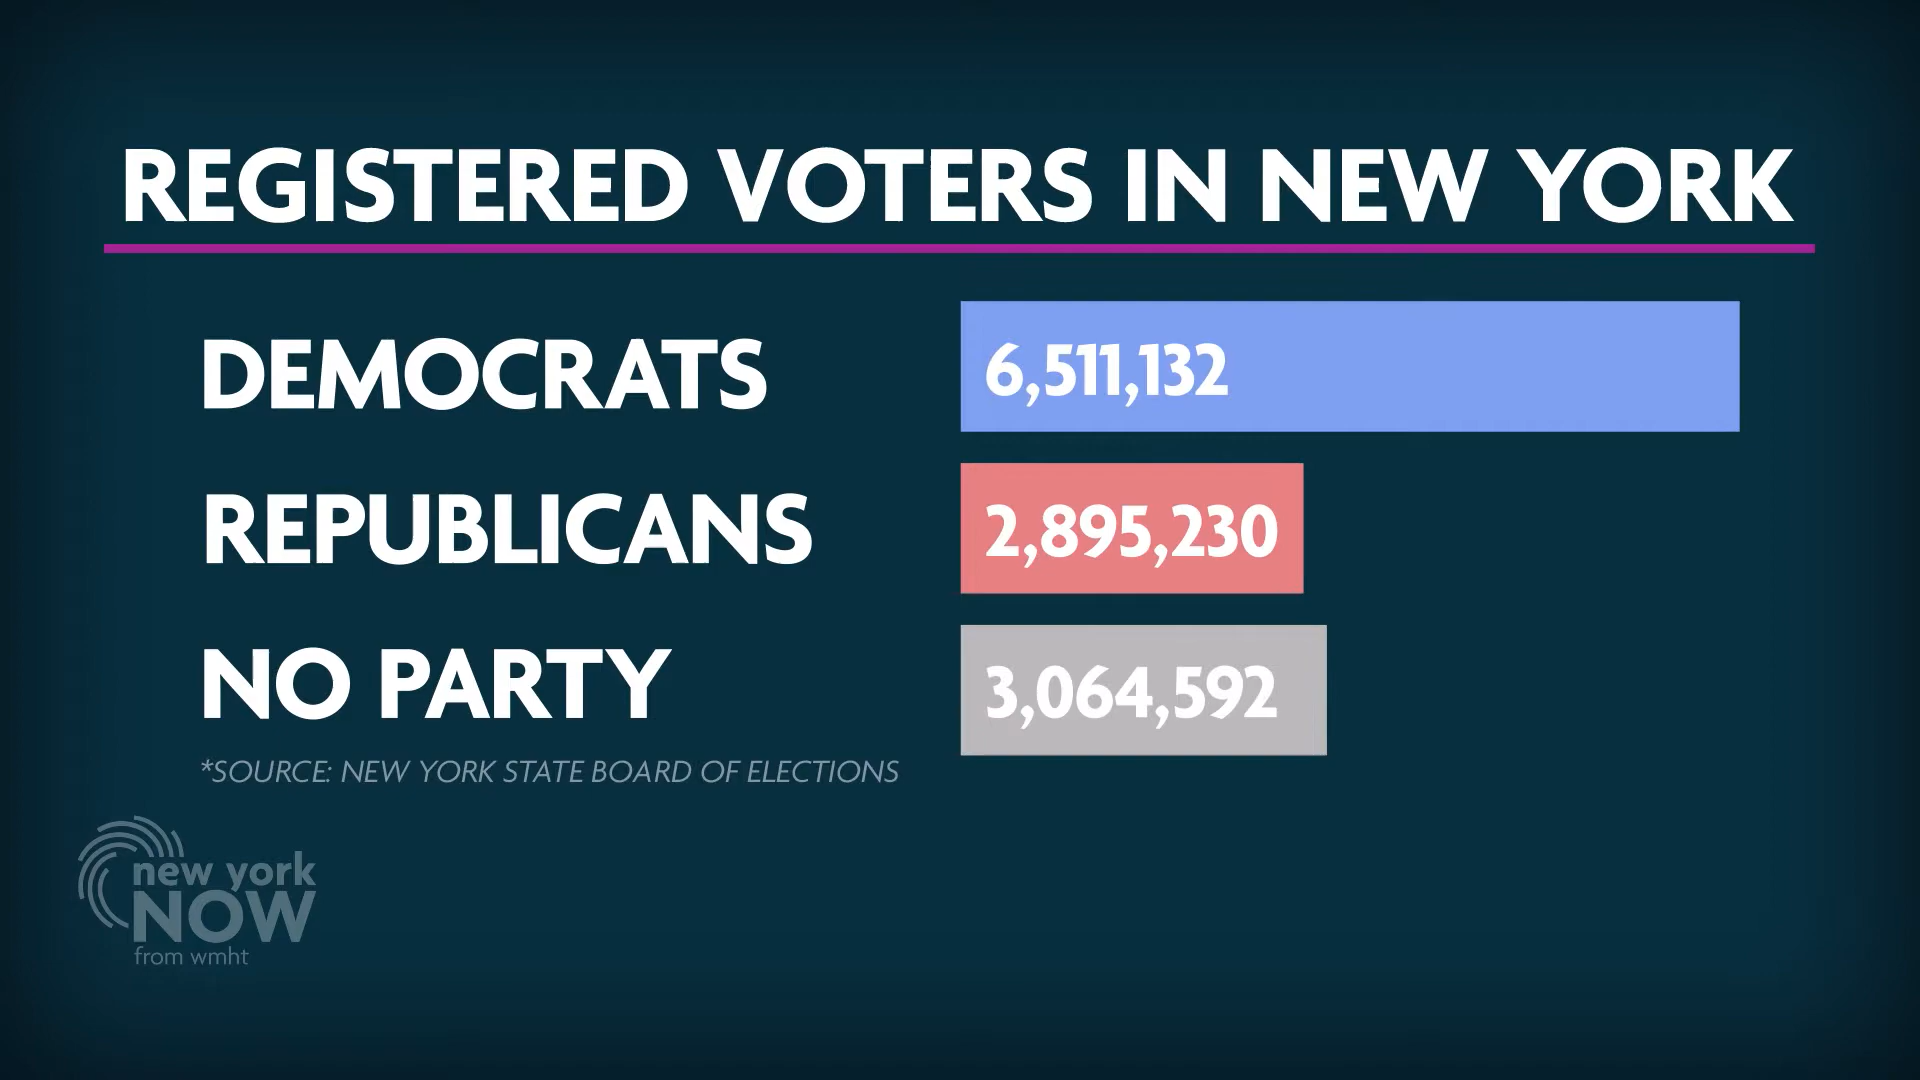 REGISTERED VOTERS IN NEW YORK
DEMOCRATS 6,511,132
REPUBLICANS 2,895,230
NO PARTY 3,064,592
*SOURCE: NEW YORK STATE BOARD OF ELECTIONS
new york
NOW
from wmht